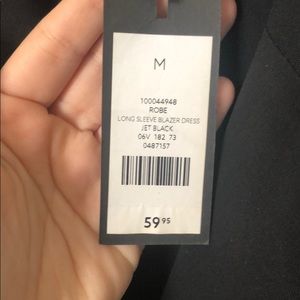 M
100044948
ROBE
LONG SLEEVE BLAZER DRESS
JET BLACK
06V 182 73
0487157
59.95